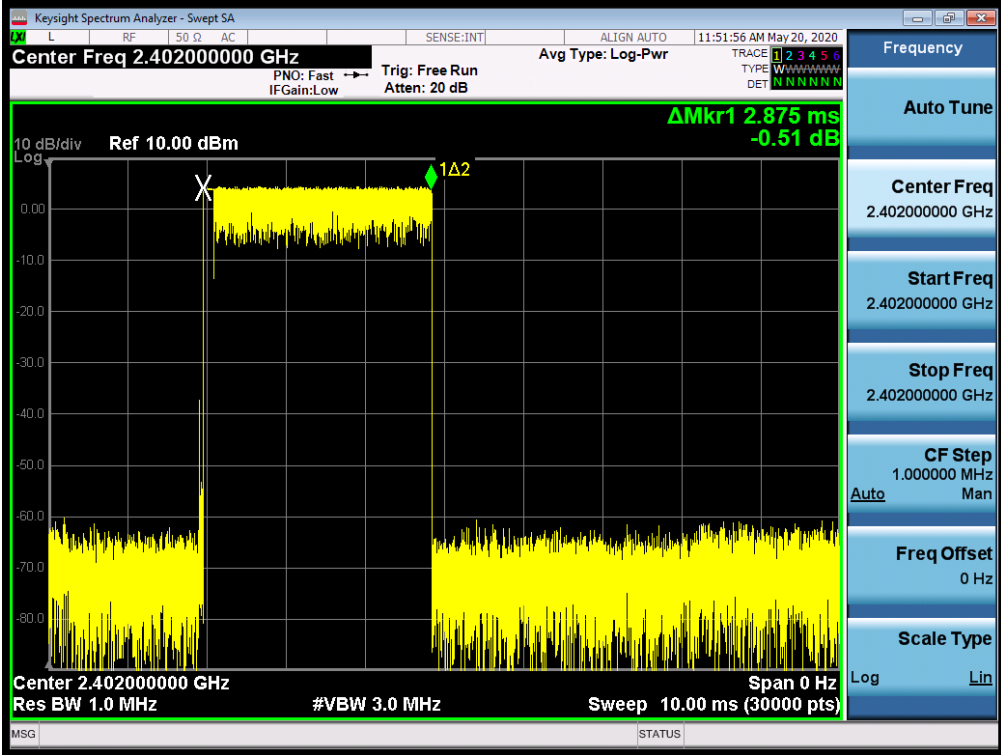 Keysight Spectrum Analyzer - Swept SA
LXI L RF 50 Ω AC SENSE:INT ALIGN AUTO 11:51:56 AM May 20, 2020
Center Freq 2.402000000 GHz
PNO: Fast
IFGain:Low
Trig: Free Run
Atten: 20 dB
Avg Type: Log-Pwr
TRACE 1 2 3 4 5 6
TYPE WWWWWW
DET N N N N N N
ΔMkr1 2.875 ms
-0.51 dB
10 dB/div Ref 10.00 dBm
Log
X
1Δ2
0.00
-10.0
-20.0
-30.0
-40.0
-50.0
-60.0
-70.0
-80.0
Center 2.402000000 GHz Span 0 Hz
Res BW 1.0 MHz #VBW 3.0 MHz Sweep 10.00 ms (30000 pts)
MSG STATUS
Frequency
Auto Tune
Center Freq
2.402000000 GHz
Start Freq
2.402000000 GHz
Stop Freq
2.402000000 GHz
CF Step
1.000000 MHz
Auto Man
Freq Offset
0 Hz
Scale Type
Log Lin